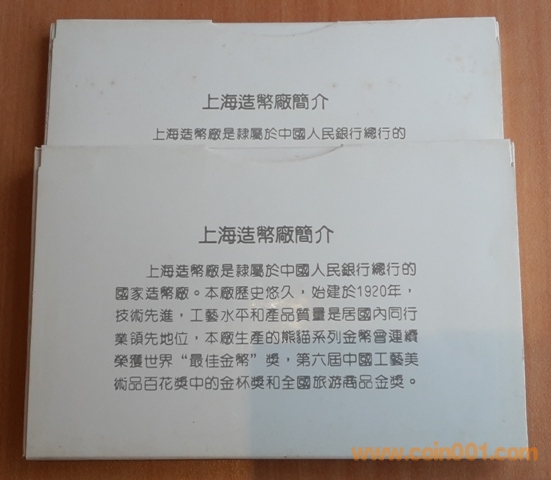 上海造幣廠簡介
上海造幣廠是隸屬於中國人民銀行總行的
上海造幣廠簡介
上海造幣廠是隸屬於中國人民銀行總行的
國家造幣廠。本廠歷史悠久，始建於1920年，
技術先進，工藝水平和產品質量是居國內同行
業領先地位，本廠生產的熊貓系列金幣曾連續
榮獲世界“最佳金幣”獎，第六屆中國工藝美
術品百花獎中的金杯獎和全國旅游商品金獎。
www.coin001.com